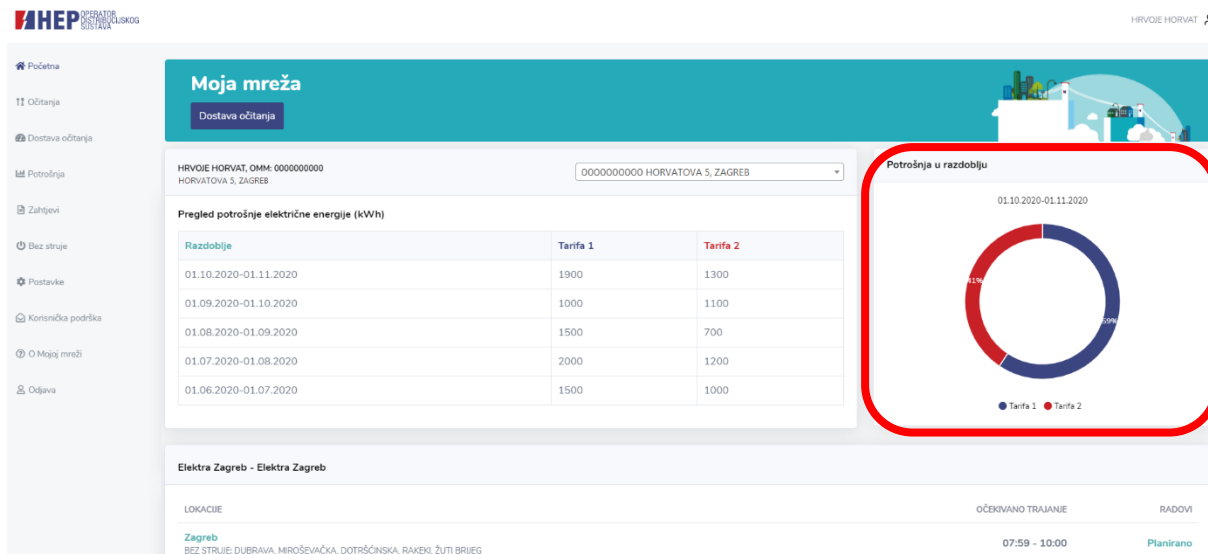 HEP OPERATOR
DISTRIBUCIJSKOG
SUSTAVA
HRVOJE HORVAT
Početna
Očitanja
Dostava očitanja
Potrošnja
Zahtjevi
Bez struje
Postavke
Korisnička podrška
O Mojoj mreži
Odjava
Moja mreža
Dostava očitanja
HRVOJE HORVAT, OMM: 0000000000
HORVATOVA 5, ZAGREB
0000000000 HORVATOVA 5, ZAGREB
Pregled potrošnje električne energije (kWh)
Razdoblje Tarifa 1 Tarifa 2
01.10.2020-01.11.2020 1900 1300
01.09.2020-01.10.2020 1000 1100
01.08.2020-01.09.2020 1500 700
01.07.2020-01.08.2020 2000 1200
01.06.2020-01.07.2020 1500 1000
Potrošnja u razdoblju
01.10.2020-01.11.2020
41%
59%
Tarifa 1 Tarifa 2
Elektra Zagreb - Elektra Zagreb
LOKACIJE OČEKIVANO TRAJANJE RADOVI
Zagreb 07:59 - 10:00 Planirano
BEZ STRUJE: DUBRAVA, MIROŠEVAČKA, DOTRŠĆINSKA, RAKEKI, ŽUTI BRIJEG